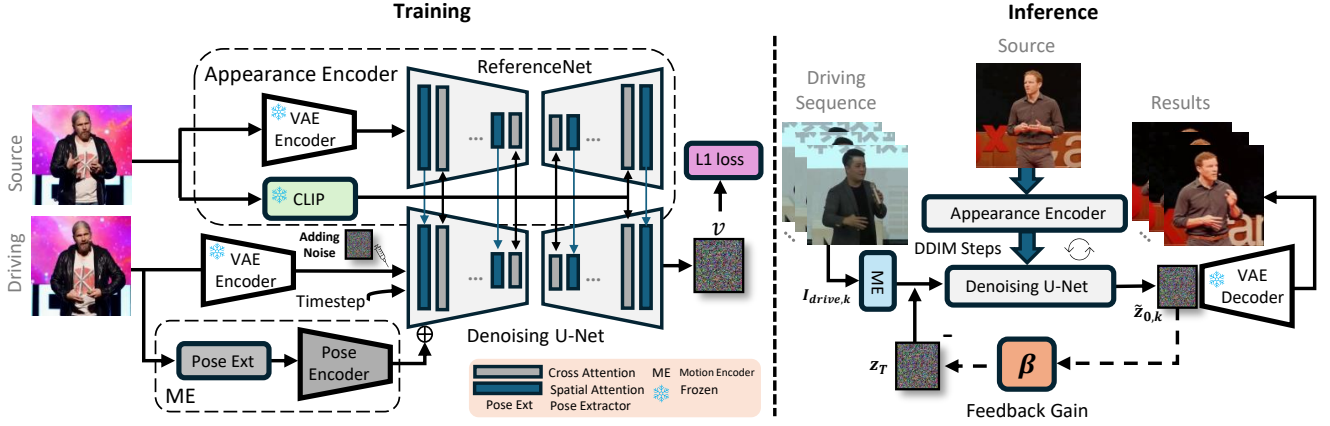 Training
Inference
Source
Driving
Appearance Encoder
ReferenceNet
VAE
Encoder
CLIP
L1 loss
v
Adding
Noise
VAE
Encoder
Timestep
Denoising U-Net
Pose Ext
Pose
Encoder
ME
Cross Attention
ME Motion Encoder
Spatial Attention
Frozen
Pose Ext Pose Extractor
Source
Driving
Sequence
Results
Appearance Encoder
DDIM Steps
I_drive,k
ME
Denoising U-Net
z̃_0,k
VAE
Decoder
-
z_T
β
Feedback Gain